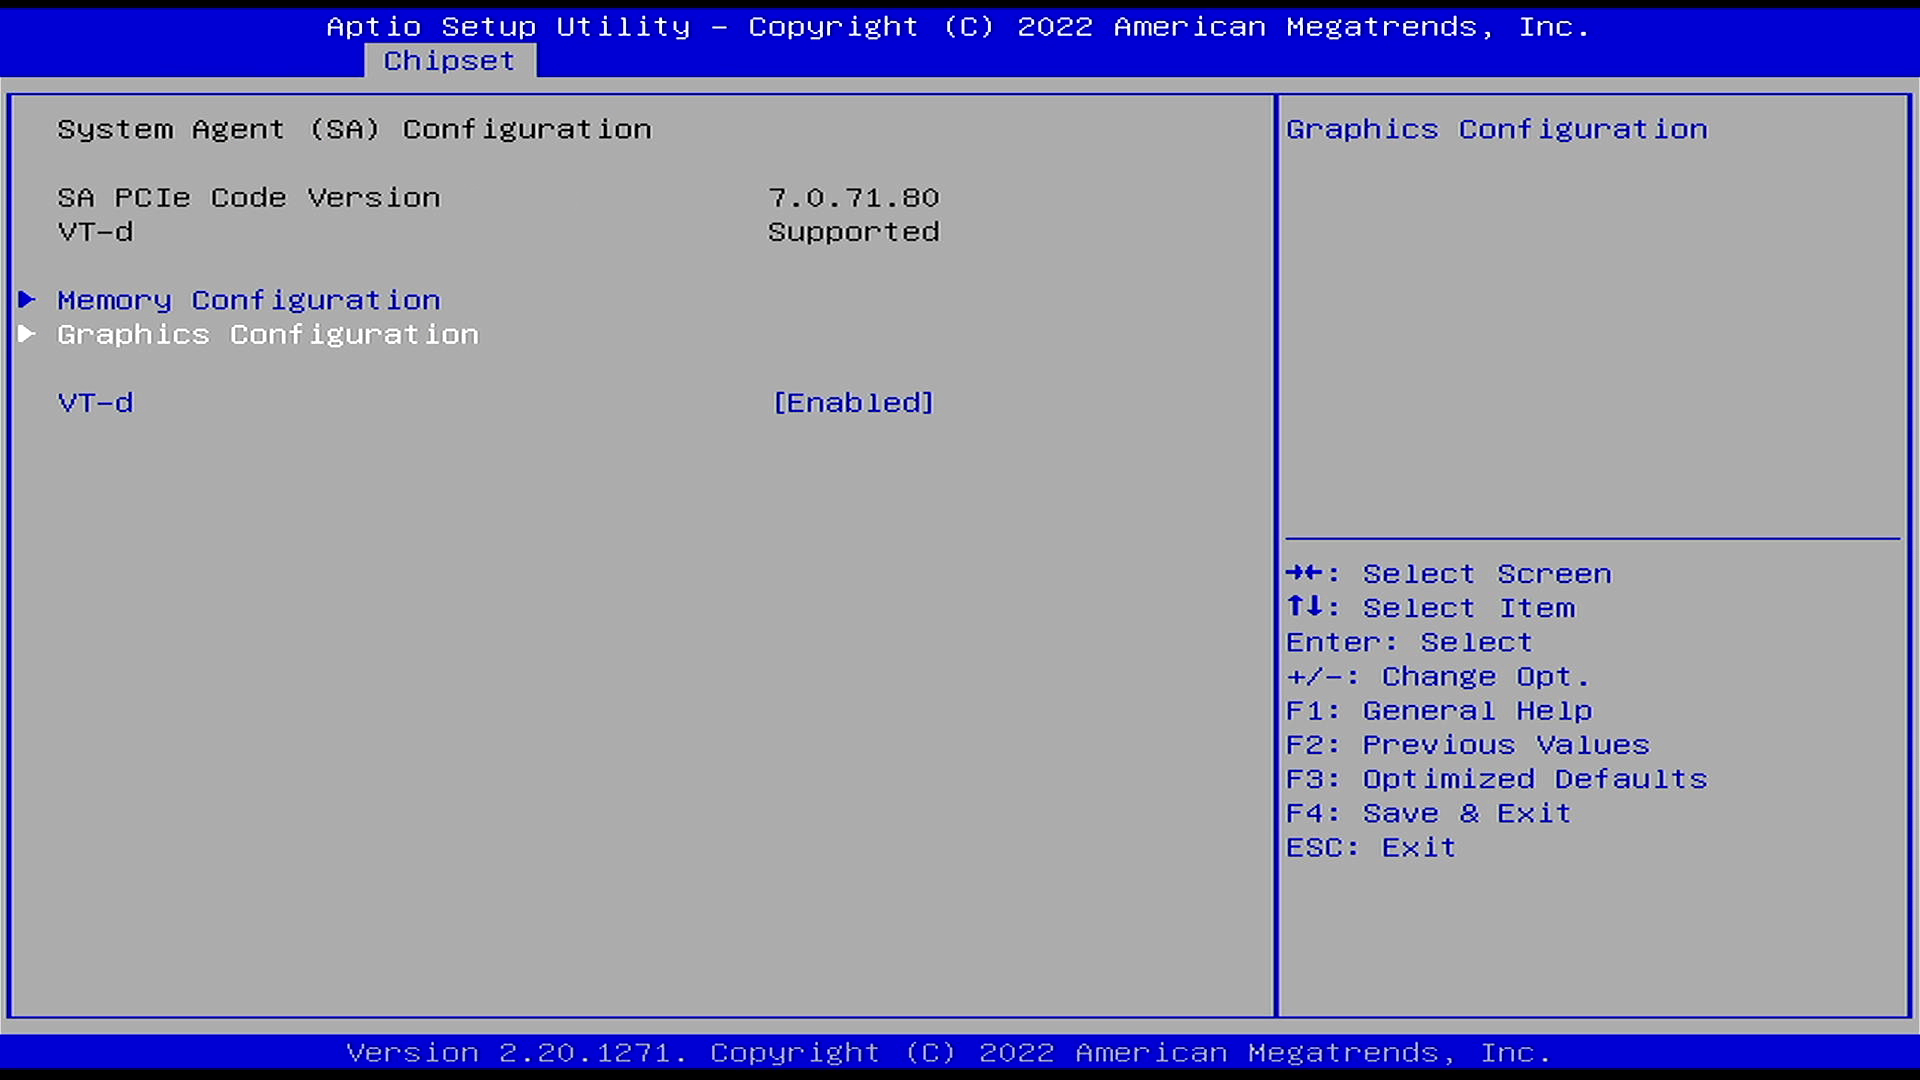 Aptio Setup Utility - Copyright (C) 2022 American Megatrends, Inc.
Chipset
System Agent (SA) Configuration
SA PCIe Code Version 7.0.71.80
VT-d Supported
► Memory Configuration
► Graphics Configuration
VT-d [Enabled]
Graphics Configuration
→←: Select Screen
↑↓: Select Item
Enter: Select
+/-: Change Opt.
F1: General Help
F2: Previous Values
F3: Optimized Defaults
F4: Save & Exit
ESC: Exit
Version 2.20.1271. Copyright (C) 2022 American Megatrends, Inc.